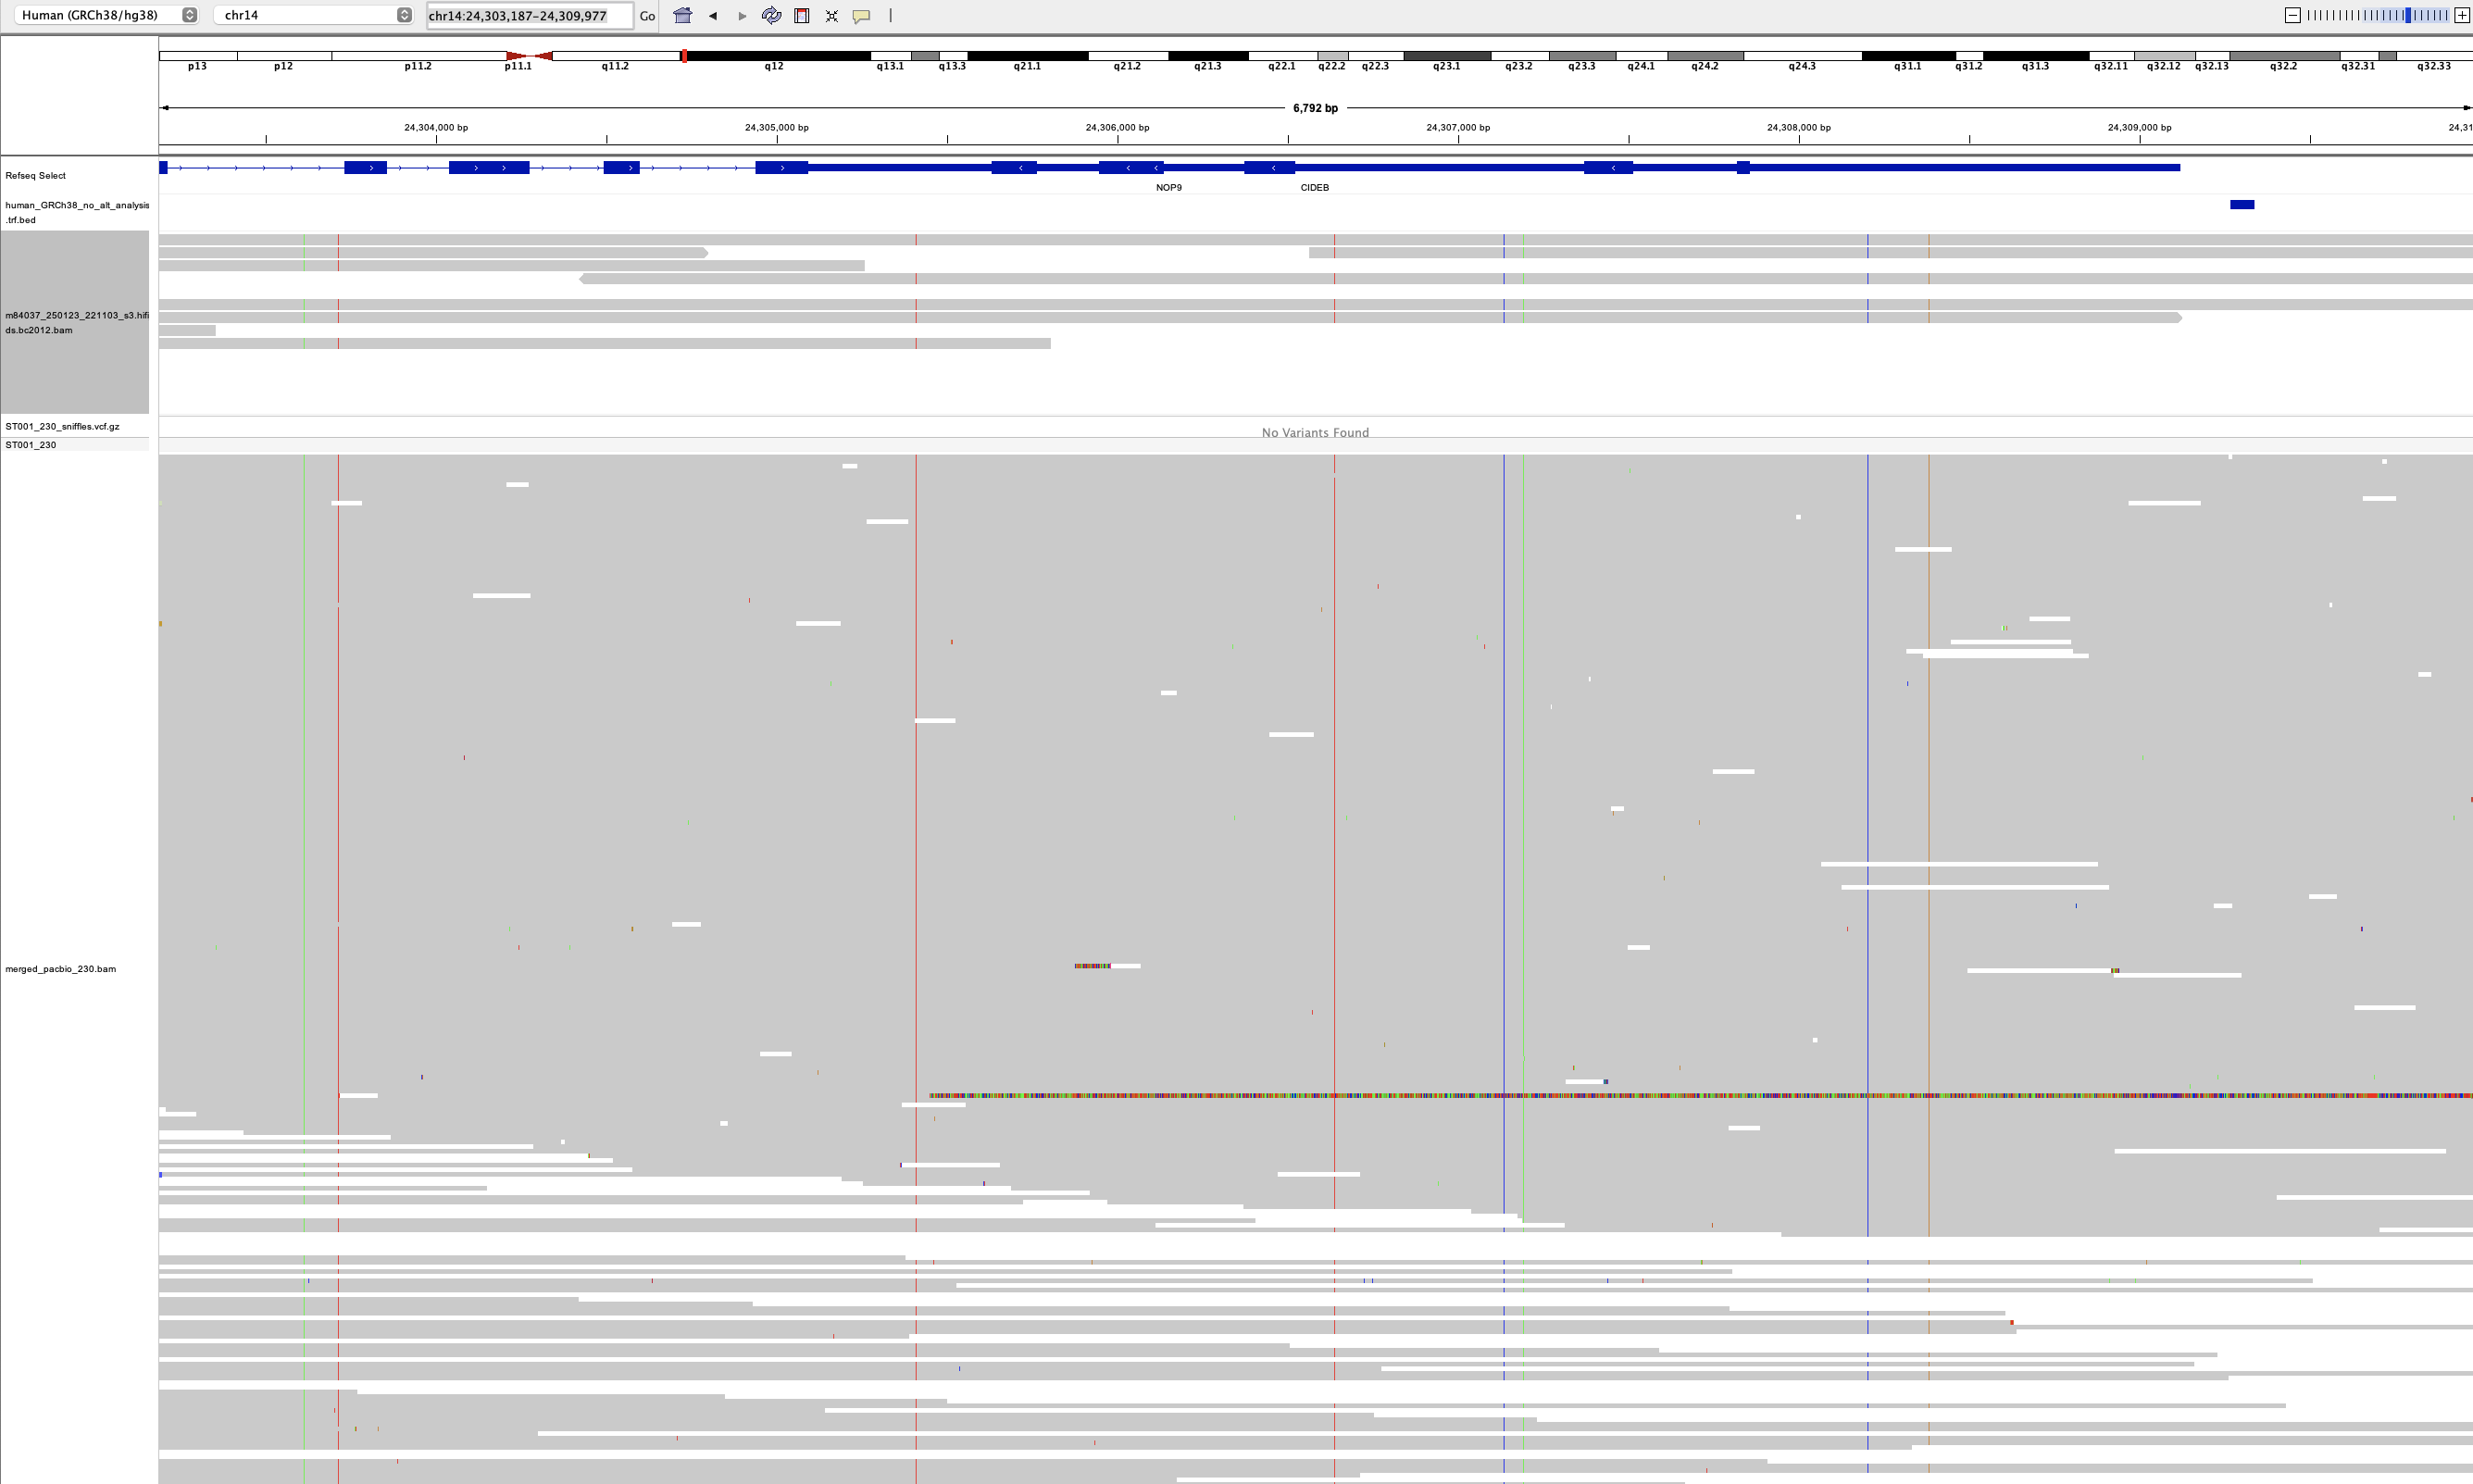 Human (GRCh38/hg38) chr14 chr14:24,303,187-24,309,977 Go
p13 p12 p11.2 p11.1 q11.2 q12 q13.1 q13.3 q21.1 q21.2 q21.3 q22.1 q22.2 q22.3 q23.1 q23.2 q23.3 q24.1 q24.2 q24.3 q31.1 q31.2 q31.3 q32.11 q32.12 q32.13 q32.2 q32.31 q32.33
6,792 bp
24,304,000 bp 24,305,000 bp 24,306,000 bp 24,307,000 bp 24,308,000 bp 24,309,000 bp 24,31
Refseq Select
NOP9 CIDEB
human_GRCh38_no_alt_analysis
.trf.bed
m84037_250123_221103_s3.hifi
ds.bc2012.bam
ST001_230_sniffles.vcf.gz
No Variants Found
ST001_230
merged_pacbio_230.bam